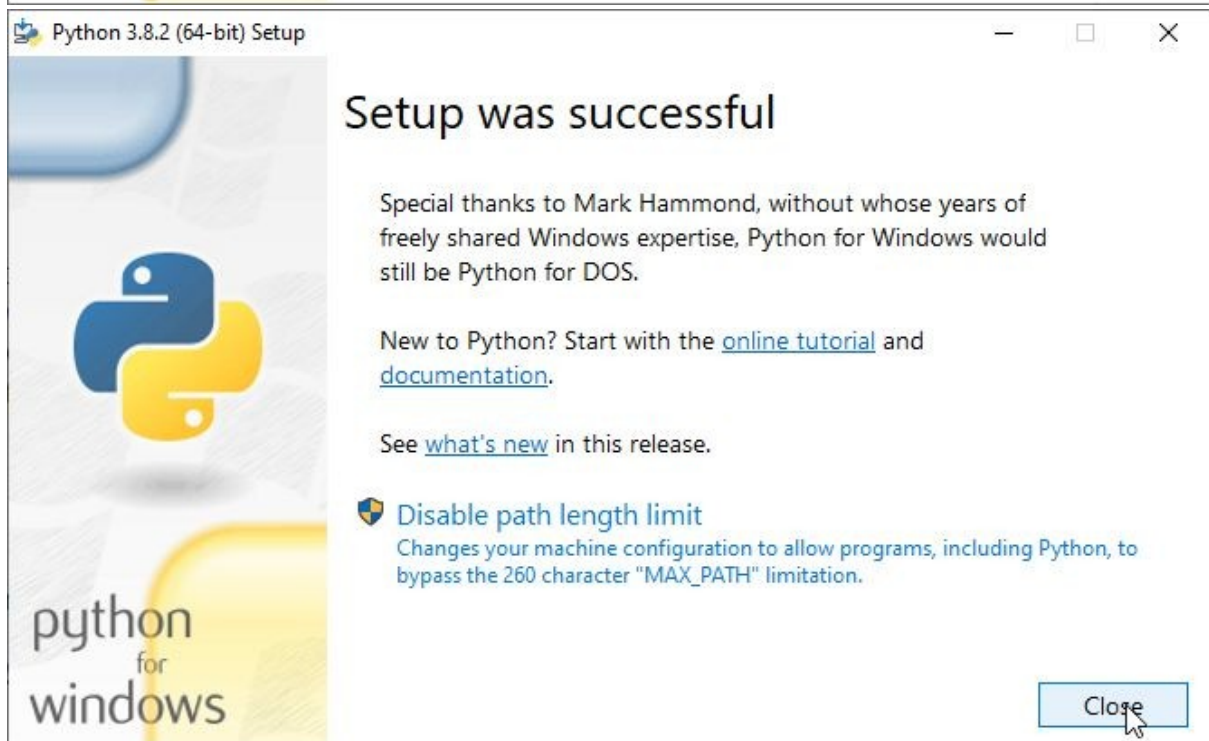 Python 3.8.2 (64-bit) Setup
Setup was successful
Special thanks to Mark Hammond, without whose years of
freely shared Windows expertise, Python for Windows would
still be Python for DOS.
New to Python? Start with the online tutorial and
documentation.
See what's new in this release.
Disable path length limit
Changes your machine configuration to allow programs, including Python, to
bypass the 260 character "MAX_PATH" limitation.
python
for
windows
Close